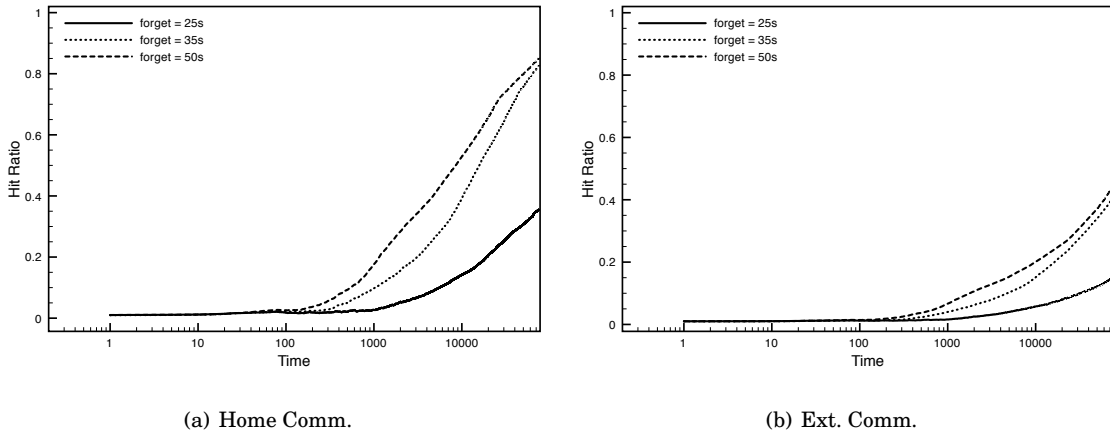 forget = 25s
forget = 35s
forget = 50s
1
0.8
0.6
0.4
0.2
0
Hit Ratio
1 10 100 1000 10000
Time
(a) Home Comm.
forget = 25s
forget = 35s
forget = 50s
1
0.8
0.6
0.4
0.2
0
Hit Ratio
1 10 100 1000 10000
Time
(b) Ext. Comm.